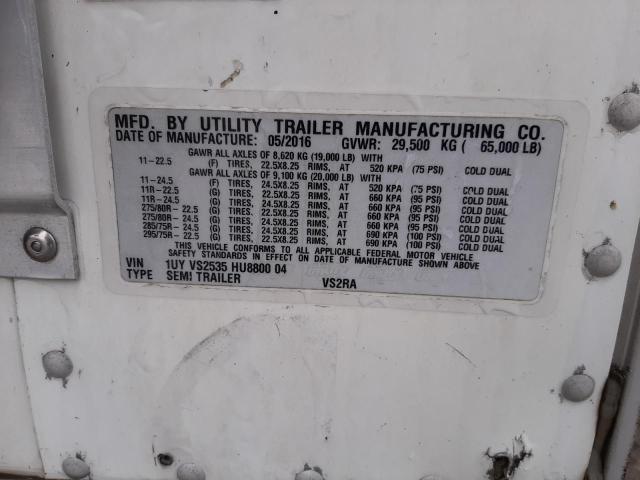 MFD. BY UTILITY TRAILER MANUFACTURING CO.
DATE OF MANUFACTURE: 05/2016 GVWR: 29,500 KG ( 65,000 LB)
GAWR ALL AXLES OF 8,620 KG (19,000 LB) WITH
11-22.5 (F) TIRES, 22.5X8.25 RIMS, AT 520 KPA (75 PSI) COLD DUAL
GAWR ALL AXLES OF 9,100 KG (20,000 LB) WITH
11-24.5 (F) TIRES, 24.5X8.25 RIMS, AT 520 KPA (75 PSI) COLD DUAL
11R-22.5 (G) TIRES, 22.5X8.25 RIMS, AT 660 KPA (95 PSI) COLD DUAL
11R-24.5 (G) TIRES, 24.5X8.25 RIMS, AT 660 KPA (95 PSI) COLD DUAL
275/80R- 22.5 (G) TIRES, 22.5X8.25 RIMS, AT 660 KPA (95 PSI) COLD DUAL
275/80R- 24.5 (G) TIRES, 24.5X8.25 RIMS, AT 660 KPA (95 PSI) COLD DUAL
285/75R- 24.5 (G) TIRES, 24.5X8.25 RIMS, AT 660 KPA (95 PSI) COLD DUAL
295/75R- 22.5 (G) TIRES, 22.5X8.25 RIMS, AT 690 KPA (100 PSI) COLD DUAL
THIS VEHICLE CONFORMS TO ALL APPLICABLE FEDERAL MOTOR VEHICLE
SAFETY STANDARDS IN EFFECT ON DATE OF MANUFACTURE SHOWN ABOVE
VIN 1UY VS2535 HU8800 04
TYPE SEMI TRAILER VS2RA